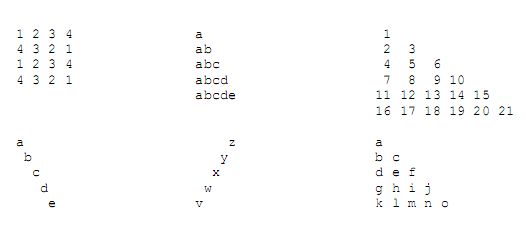 1 2 3 4
4 3 2 1
1 2 3 4
4 3 2 1
a
ab
abc
abcd
abcde
1
2 3
4 5 6
7 8 9 10
11 12 13 14 15
16 17 18 19 20 21
a
b
c
d
e
z
y
x
w
v
a
b c
d e f
g h i j
k l m n o